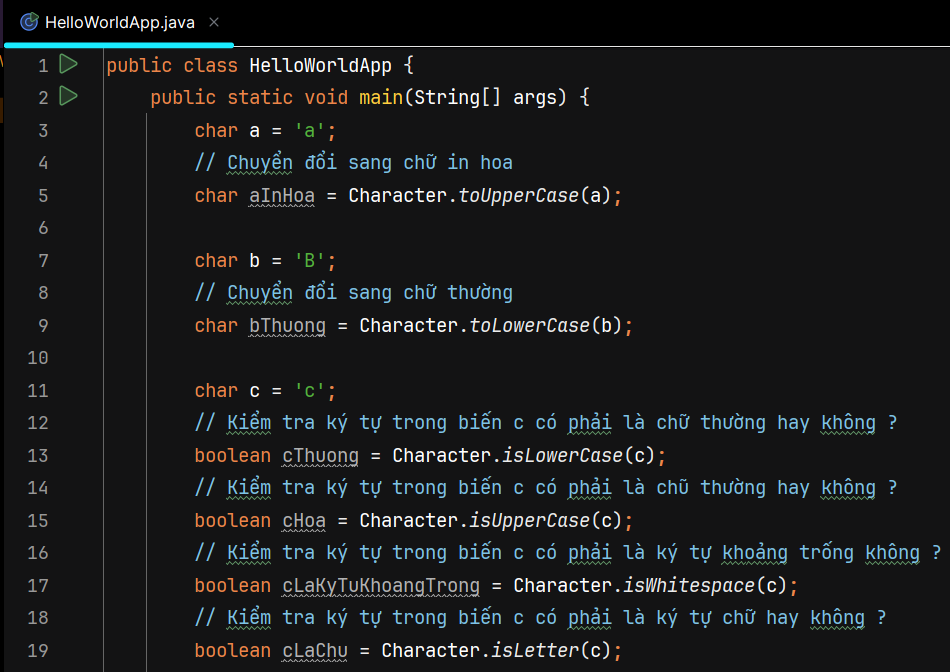 HelloWorldApp.java
1 public class HelloWorldApp {
2 public static void main(String[] args) {
3 char a = 'a';
4 // Chuyển đổi sang chữ in hoa
5 char aInHoa = Character.toUpperCase(a);
6
7 char b = 'B';
8 // Chuyển đổi sang chữ thường
9 char bThuong = Character.toLowerCase(b);
10
11 char c = 'c';
12 // Kiểm tra ký tự trong biến c có phải là chữ thường hay không ?
13 boolean cThuong = Character.isLowerCase(c);
14 // Kiểm tra ký tự trong biến c có phải là chũ thường hay không ?
15 boolean cHoa = Character.isUpperCase(c);
16 // Kiểm tra ký tự trong biến c có phải là ký tự khoảng trống không ?
17 boolean cLaKyTuKhoangTrong = Character.isWhitespace(c);
18 // Kiểm tra ký tự trong biến c có phải là ký tự chữ hay không ?
19 boolean cLaChu = Character.isLetter(c);